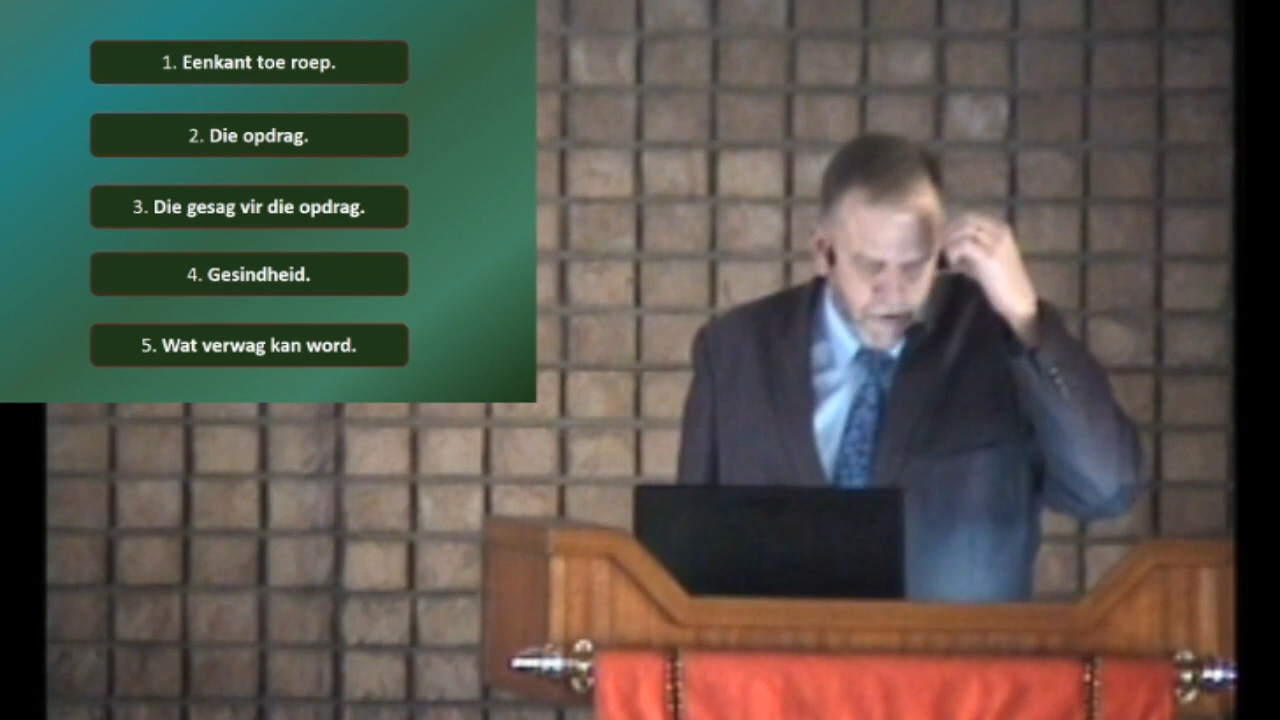 1. Eenkant toe roep.
2. Die opdrag.
3. Die gesag vir die opdrag.
4. Gesindheid.
5. Wat verwag kan word.